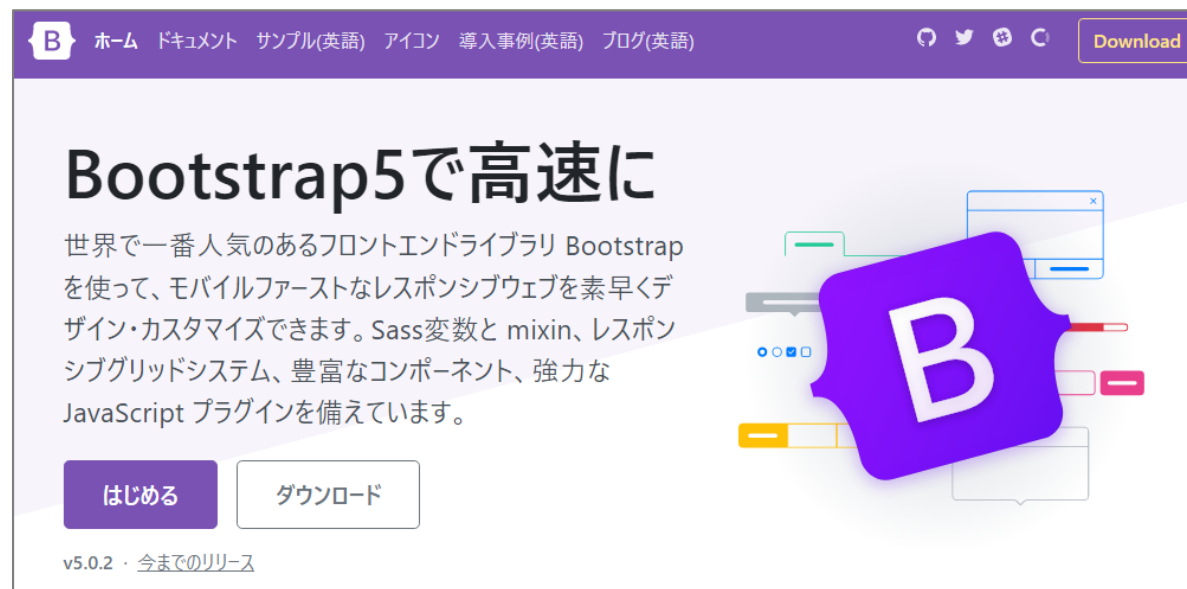 B ホーム ドキュメント サンプル(英語) アイコン 導入事例(英語) ブログ(英語) Download
Bootstrap5で高速に
世界で一番人気のあるフロントエンドライブラリ Bootstrap
を使って、モバイルファーストなレスポンシブウェブを素早くデ
ザイン・カスタマイズできます。Sass変数と mixin、レスポン
シブグリッドシステム、豊富なコンポーネント、強力な
JavaScript プラグインを備えています。
B
はじめる ダウンロード
v5.0.2 · 今までのリリース